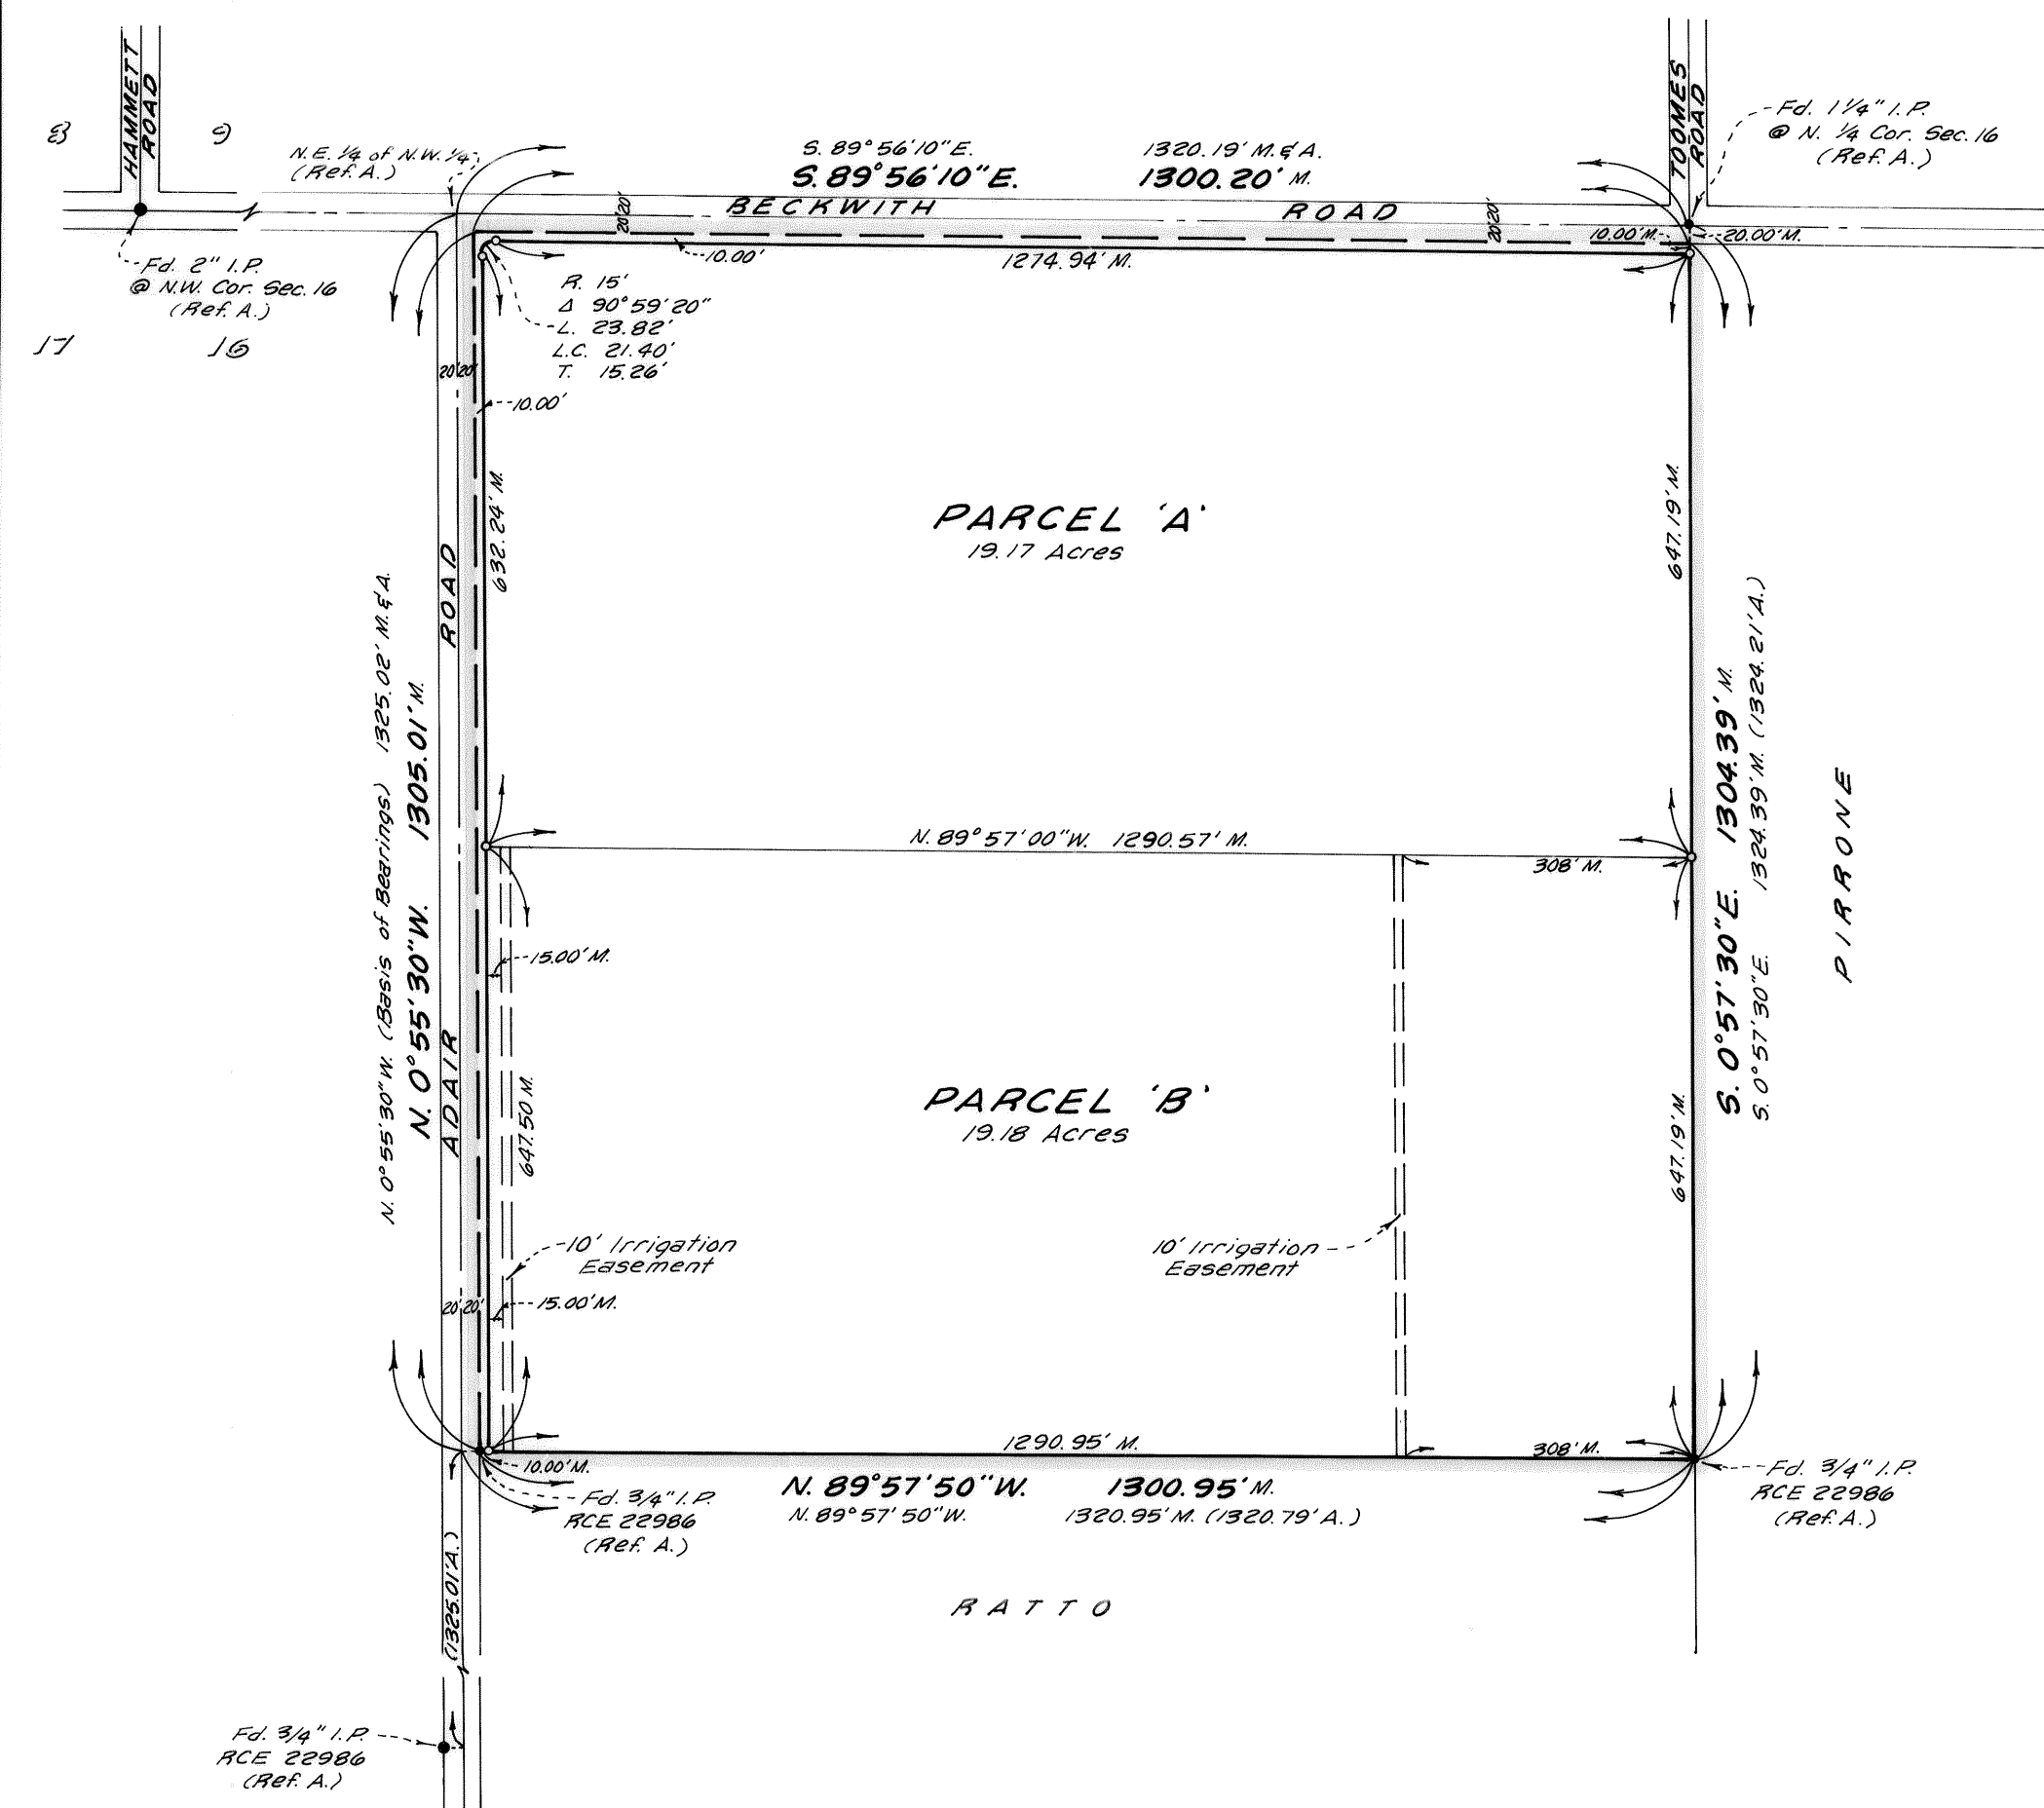 HAMMETT
ROAD
8
9
17
16
Fd. 2" I.P.
@ N.W. Cor. Sec. 16
(Ref. A.)
N.E. 1/4 of N.W. 1/4
(Ref. A.)
S. 89°56'10"E. 1320.19' M.&A.
S. 89°56'10"E. 1300.20' M.
BECKWITH ROAD
20' 20'
20' 20'
TOOMES
ROAD
Fd. 1 1/4" I.P.
@ N. 1/4 Cor. Sec. 16
(Ref. A.)
10.00' M.
20.00' M.
10.00'
1274.94' M.
R. 15'
Δ 90°59'20"
L. 23.82'
L.C. 21.40'
T. 15.26'
20' 20'
10.00'
632.24' M.
647.19' M.
PARCEL 'A'
19.17 Acres
N. 0°55'30"W. (Basis of Bearings) 1325.02' M.&A.
N. 0°55'30"W. 1305.01' M.
ADAIR ROAD
S. 0°57'30"E. 1304.39' M.
S. 0°57'30"E. 1324.39' M. (1324.21' A.)
PIRRONE
N. 89°57'00"W. 1290.57' M.
308' M.
15.00' M.
647.50 M.
647.19' M.
PARCEL 'B'
19.18 Acres
10' Irrigation
Easement
10' Irrigation
Easement
20' 20'
15.00' M.
1290.95' M.
308' M.
10.00' M.
N. 89°57'50"W. 1300.95' M.
N. 89°57'50"W. 1320.95' M. (1320.79' A.)
Fd. 3/4" I.P.
RCE 22986
(Ref. A.)
Fd. 3/4" I.P.
RCE 22986
(Ref. A.)
(1325.01' A.)
RATTO
Fd. 3/4" I.P.
RCE 22986
(Ref. A.)